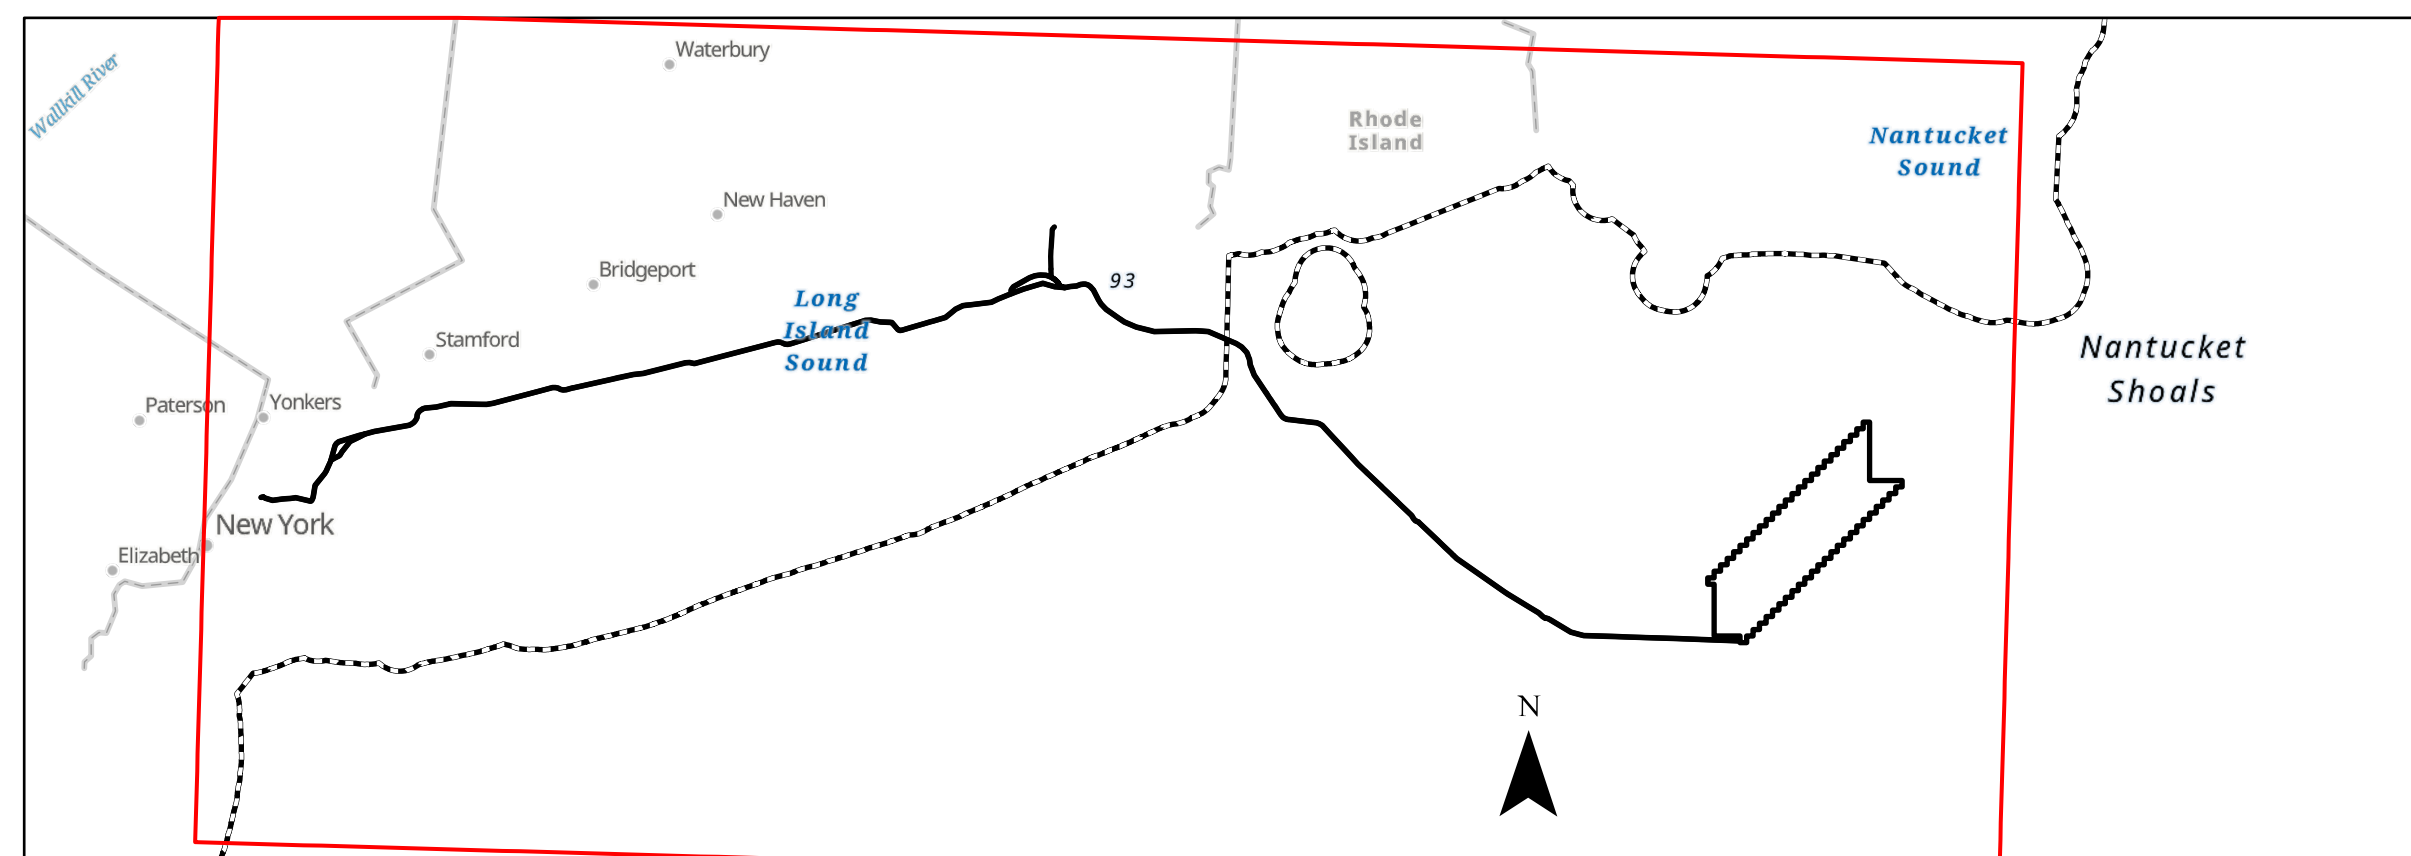 Waterbury
Wallkill River
Rhode
Island
Nantucket
Sound
New Haven
Bridgeport
93
Long
Island
Sound
Stamford
Nantucket
Shoals
Paterson
Yonkers
New York
Elizabeth
N